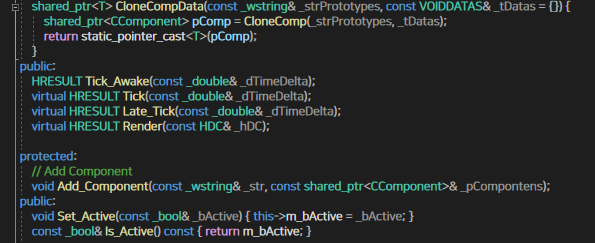 shared_ptr<T> CloneCompData(const _wstring& _strPrototypes, const VOIDDATAS& _tDatas = {}) {
shared_ptr<CComponent> pComp = CloneComp(_strPrototypes, _tDatas);
return static_pointer_cast<T>(pComp);
}
public:
HRESULT Tick_Awake(const _double& _dTimeDelta);
virtual HRESULT Tick(const _double& _dTimeDelta);
virtual HRESULT Late_Tick(const _double& _dTimeDelta);
virtual HRESULT Render(const HDC& _hDC);
protected:
// Add Component
void Add_Component(const _wstring& _str, const shared_ptr<CComponent>& _pCompontens);
public:
void Set_Active(const _bool& _bActive) { this->m_bActive = _bActive; }
const _bool& Is_Active() const { return m_bActive; }